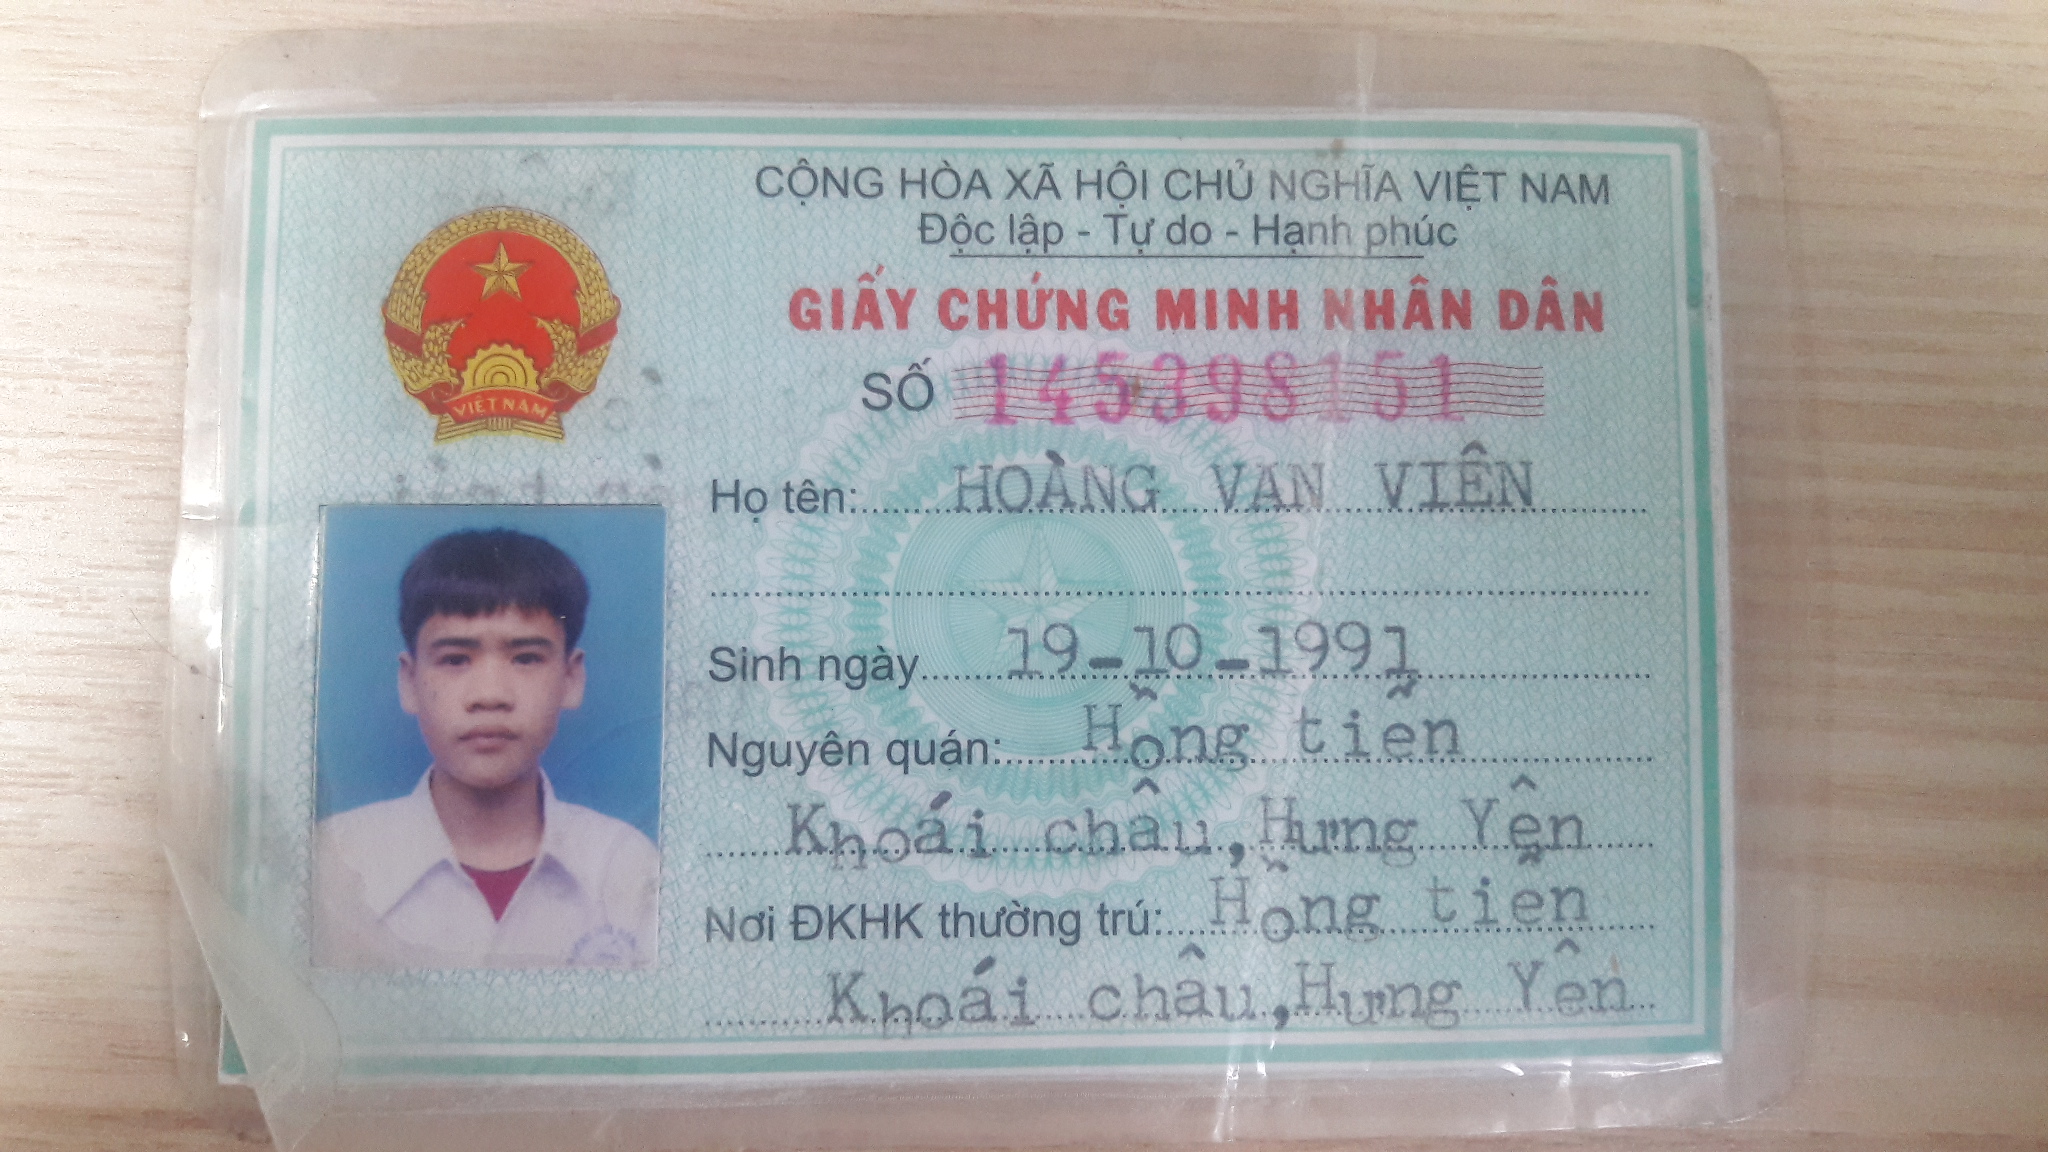 CỘNG HÒA XÃ HỘI CHỦ NGHĨA VIỆT NAM
Độc lập - Tự do - Hạnh phúc
GIẤY CHỨNG MINH NHÂN DÂN
SỐ
VIỆT NAM
Họ tên: HOÀNG VĂN VIÊN
Sinh ngày 19-10-1991
Nguyên quán: Hồng tiến
Khoái châu, Hưng Yên
Nơi ĐKHK thường trú: Hồng tiến
Khoái châu, Hưng Yên